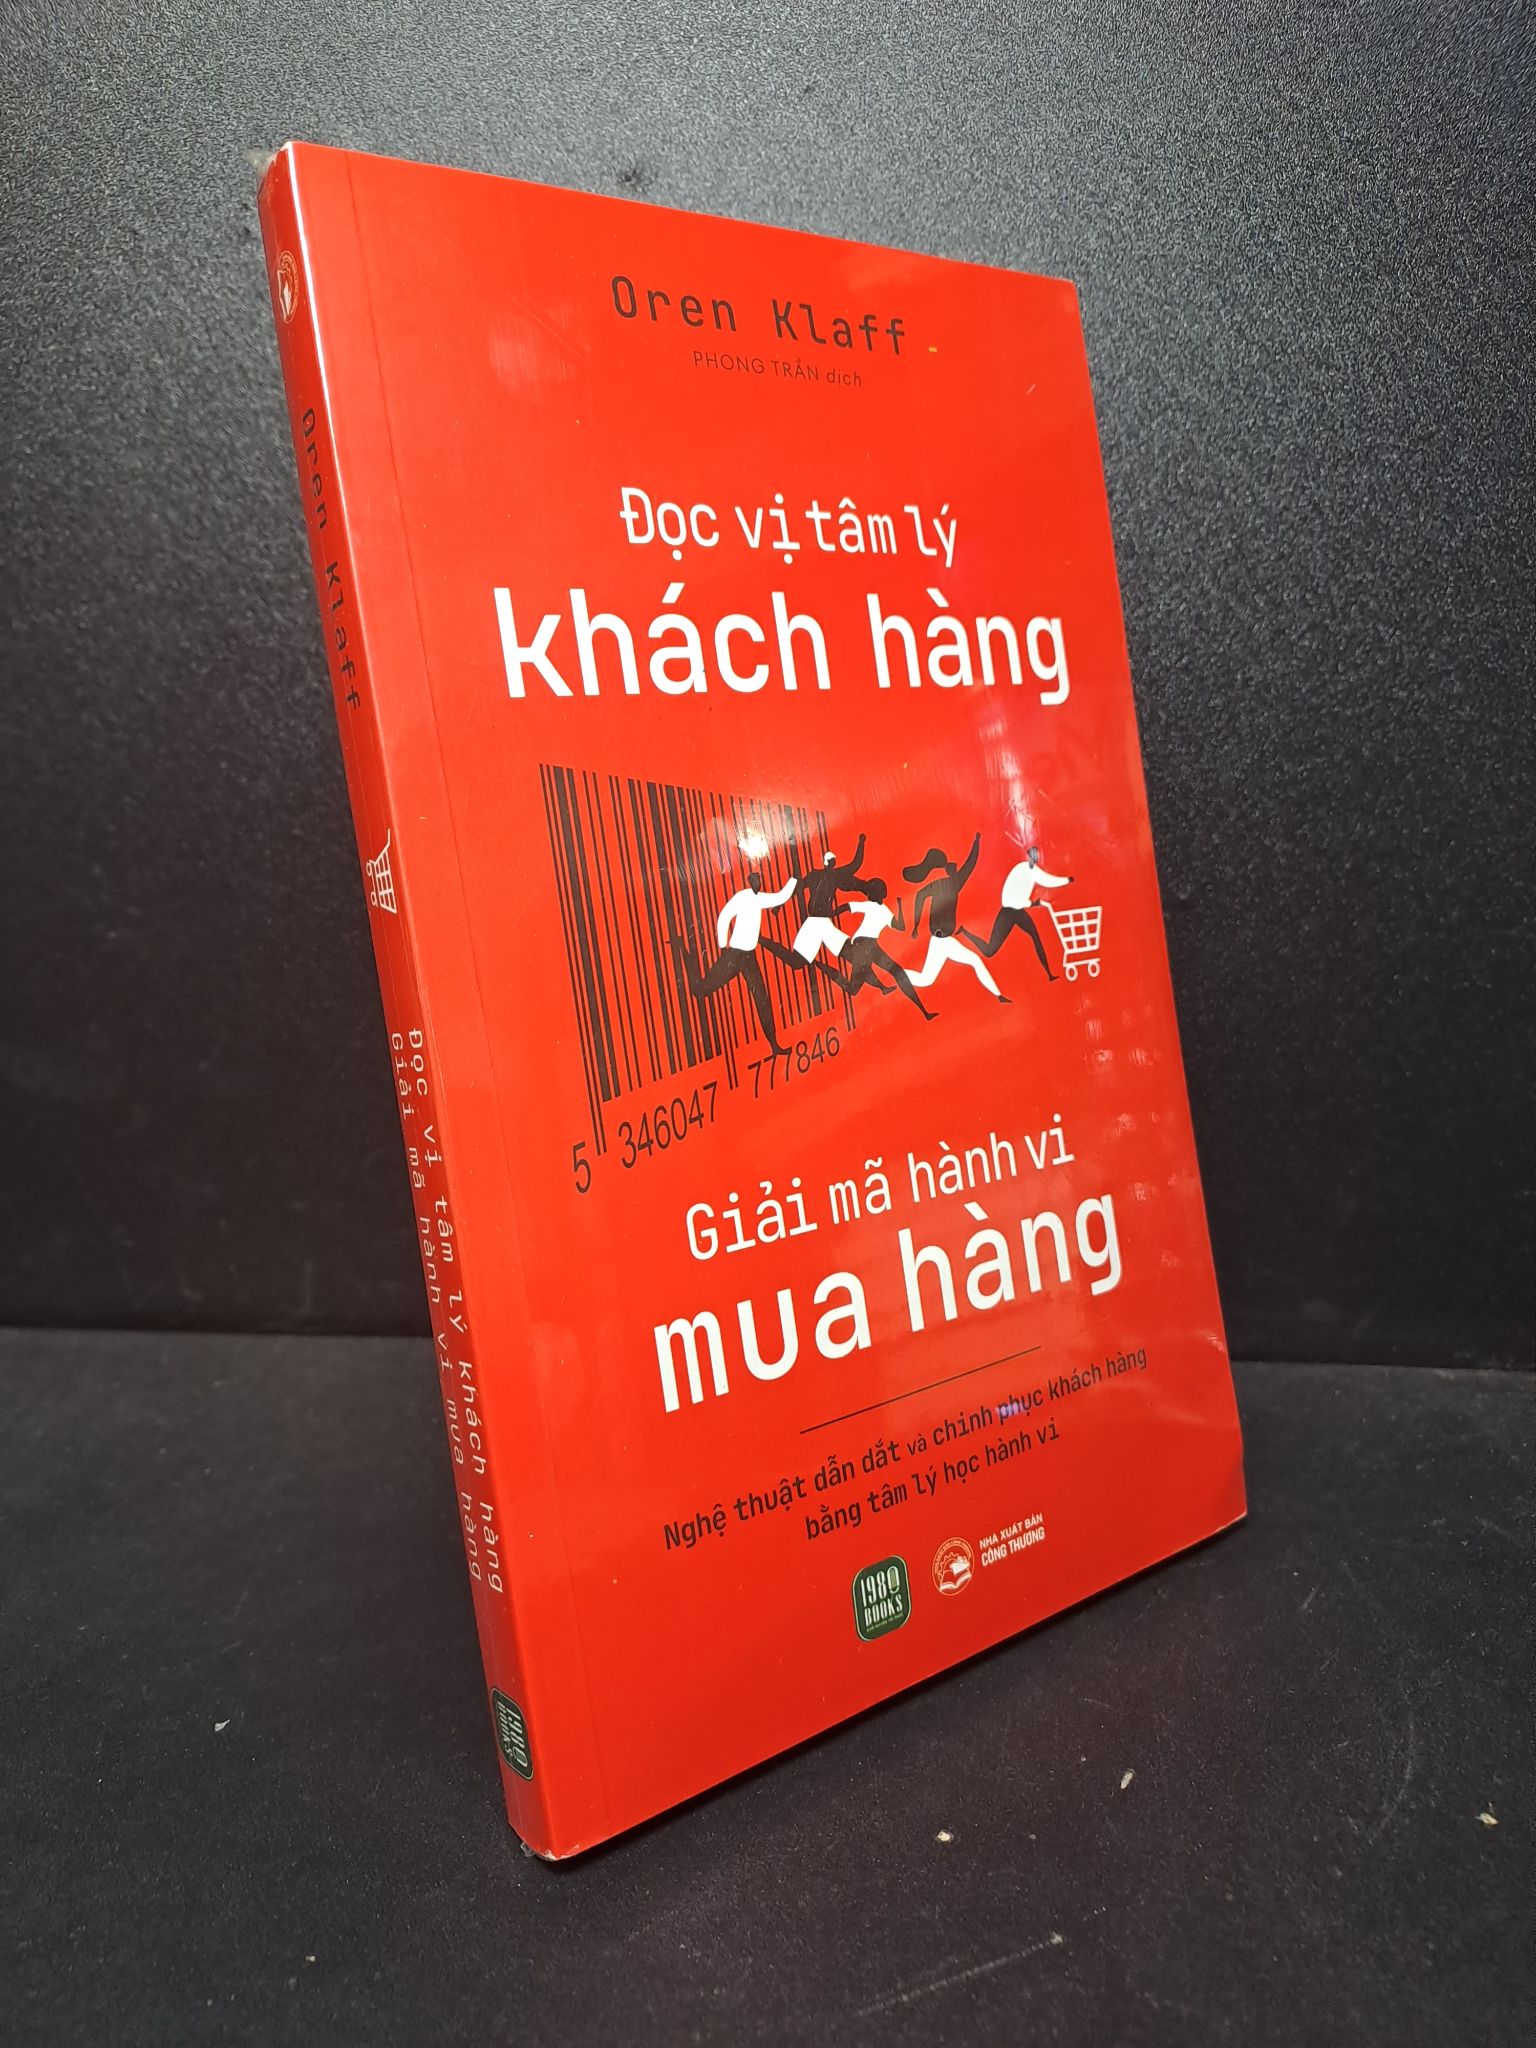 Oren Klaff
PHONG TRẦN dịch
Đọc vị tâm lý
khách hàng
5 346047 777846
Giải mã hành vi
mua hàng
Nghệ thuật dẫn dắt và chinh phục khách hàng
bằng tâm lý học hành vi
1980
BOOKS
NHÀ XUẤT BẢN
CÔNG THƯƠNG
Oren Klaff
Đọc vị tâm lý khách hàng
Giải mã hành vi mua hàng
1980
BOOKS